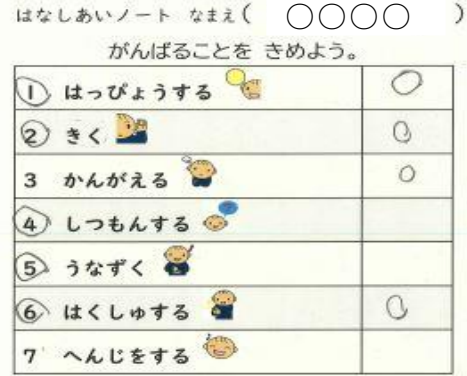 はなしあいノート なまえ( ○○○○ )
がんばることを きめよう。
① はっぴょうする ○
② きく ○
3 かんがえる ○
④ しつもんする
⑤ うなずく
⑥ はくしゅする ○
7 へんじをする